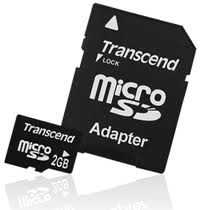 Transcend
LOCK
Micro
SD
Adapter
Transcend
Micro
SD
2GB